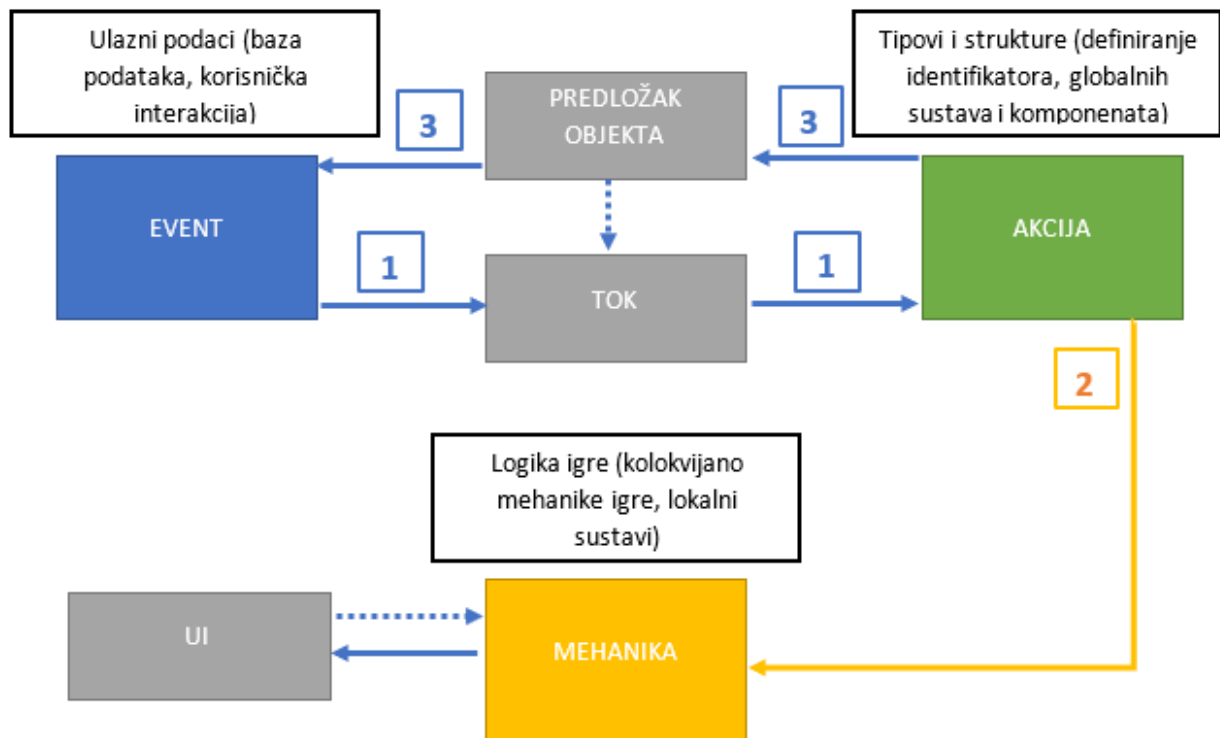 Ulazni podaci (baza
podataka, korisnička
interakcija)
Tipovi i strukture (definiranje
identifikatora, globalnih
sustava i komponenata)
PREDLOŽAK
OBJEKTA
3
3
EVENT
AKCIJA
1
1
TOK
2
Logika igre (kolokvijano
mehanike igre, lokalni
sustavi)
UI
MEHANIKA